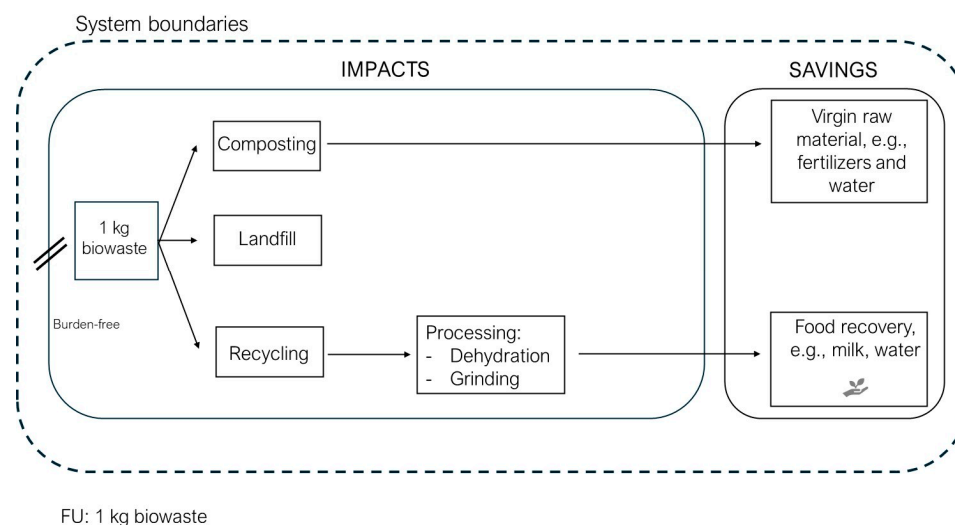 System boundaries
IMPACTS
SAVINGS
Composting
Virgin raw
material, e.g.,
fertilizers and
water
1 kg
biowaste
Landfill
Burden-free
Recycling
Processing:
- Dehydration
- Grinding
Food recovery,
e.g., milk, water
FU: 1 kg biowaste